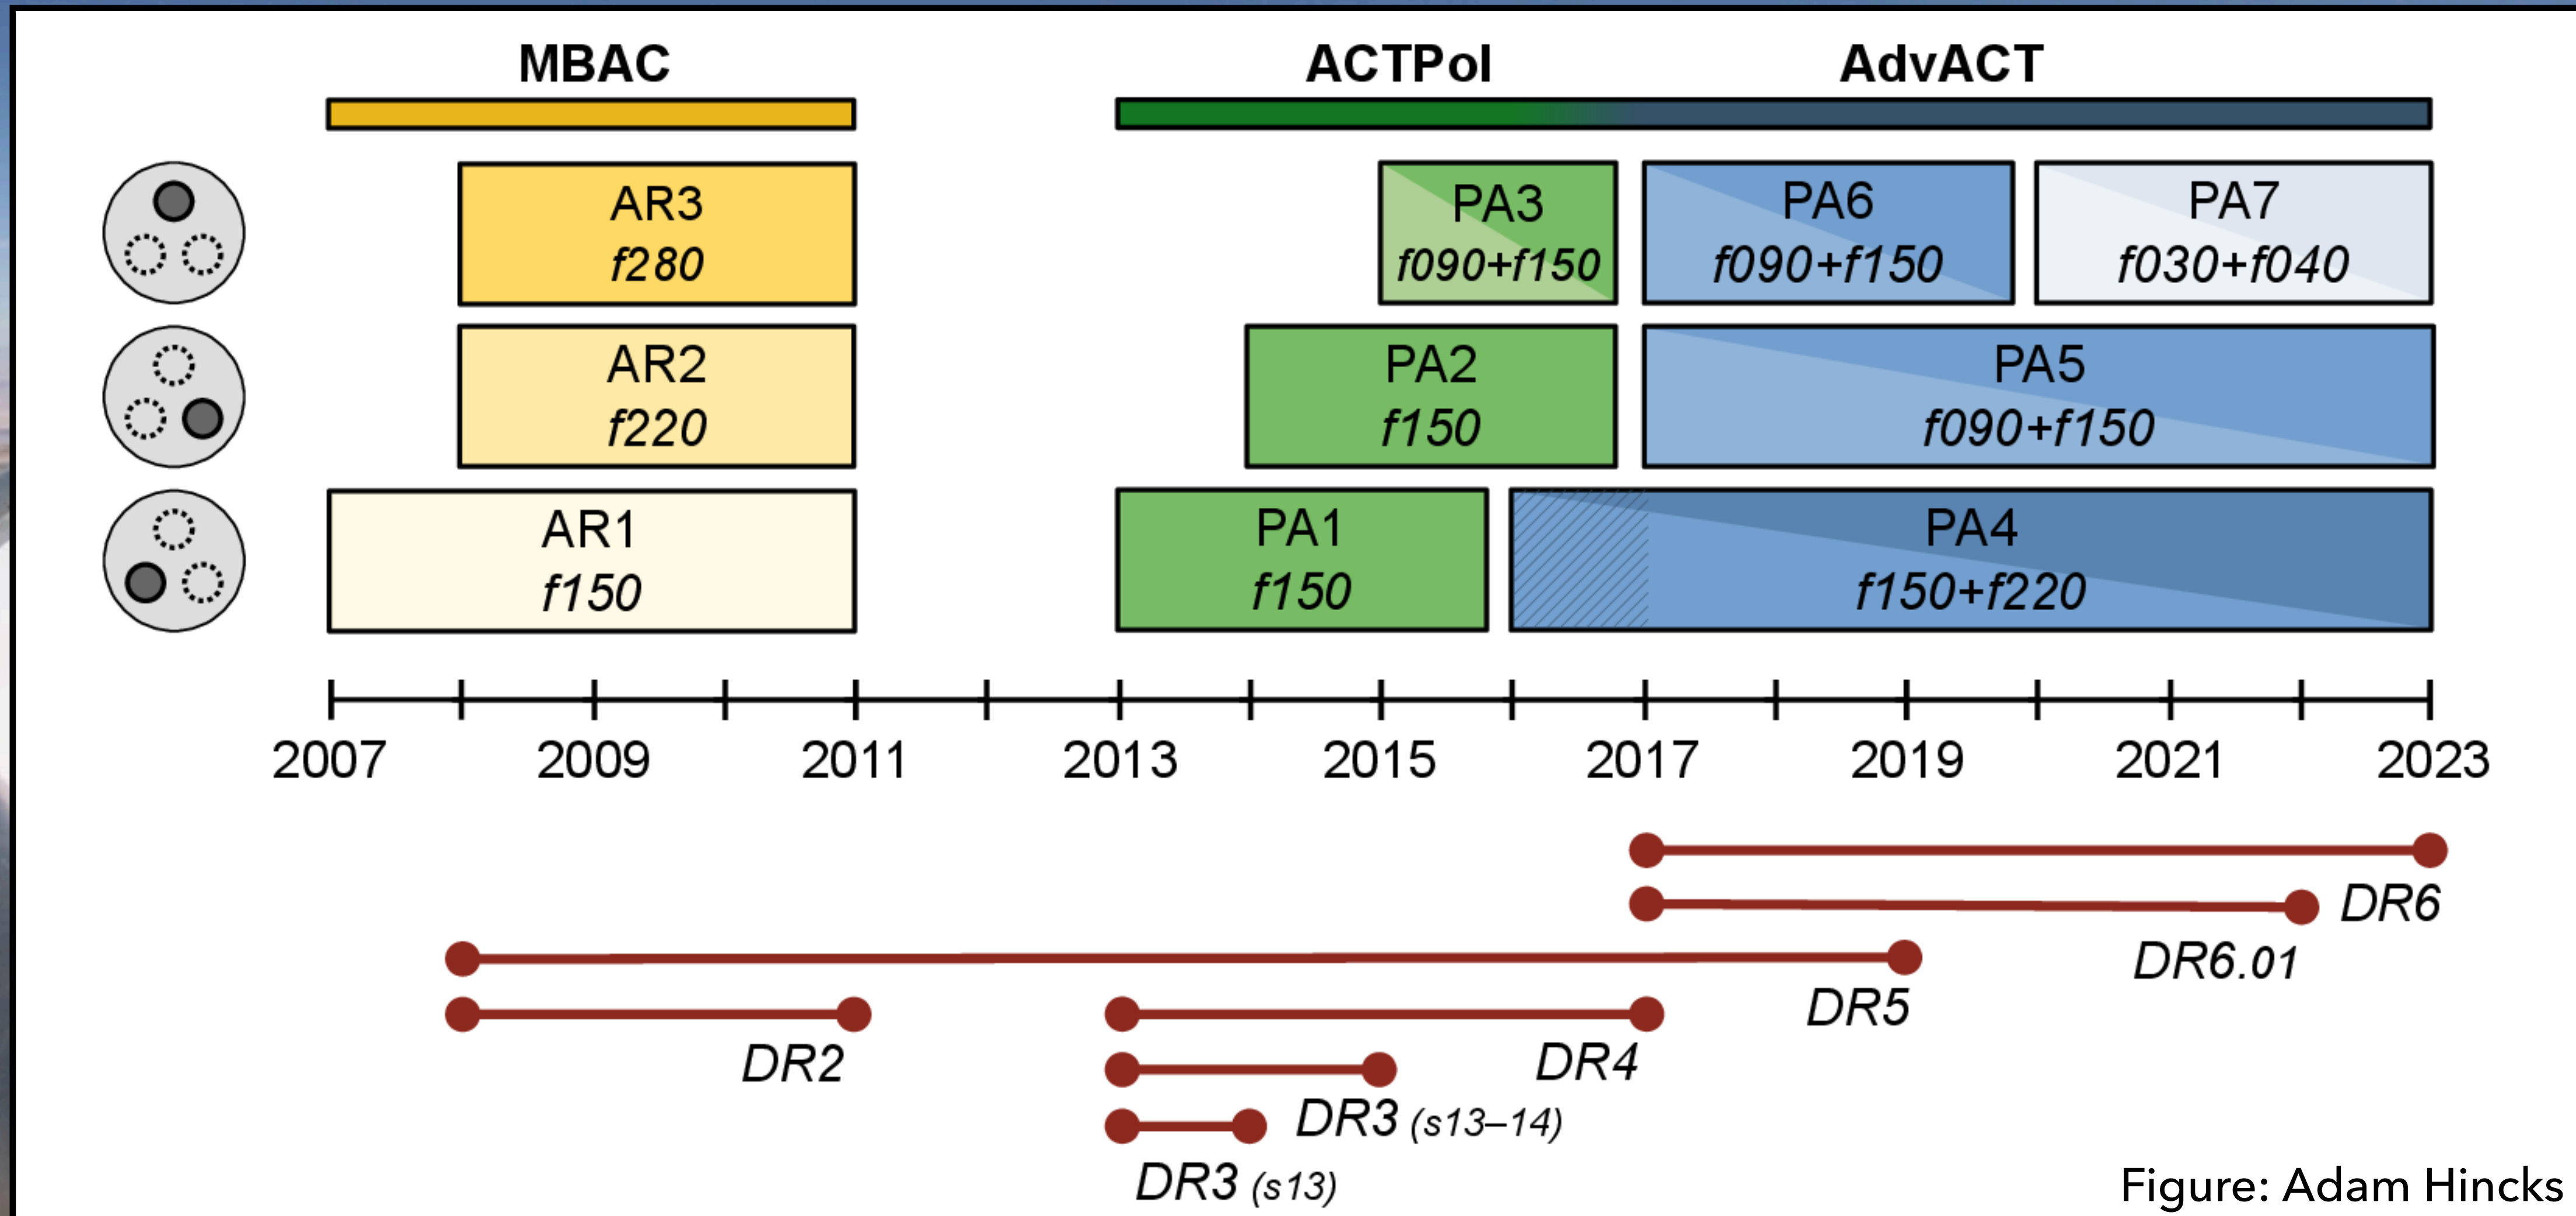 MBAC
ACTPol
AdvACT
AR3
f280
PA3
f090+f150
PA6
f090+f150
PA7
f030+f040
AR2
f220
PA2
f150
PA5
f090+f150
AR1
f150
PA1
f150
PA4
f150+f220
2007
2009
2011
2013
2015
2017
2019
2021
2023
DR6
DR6.01
DR5
DR2
DR4
DR3 (s13–14)
DR3 (s13)
Figure: Adam Hincks